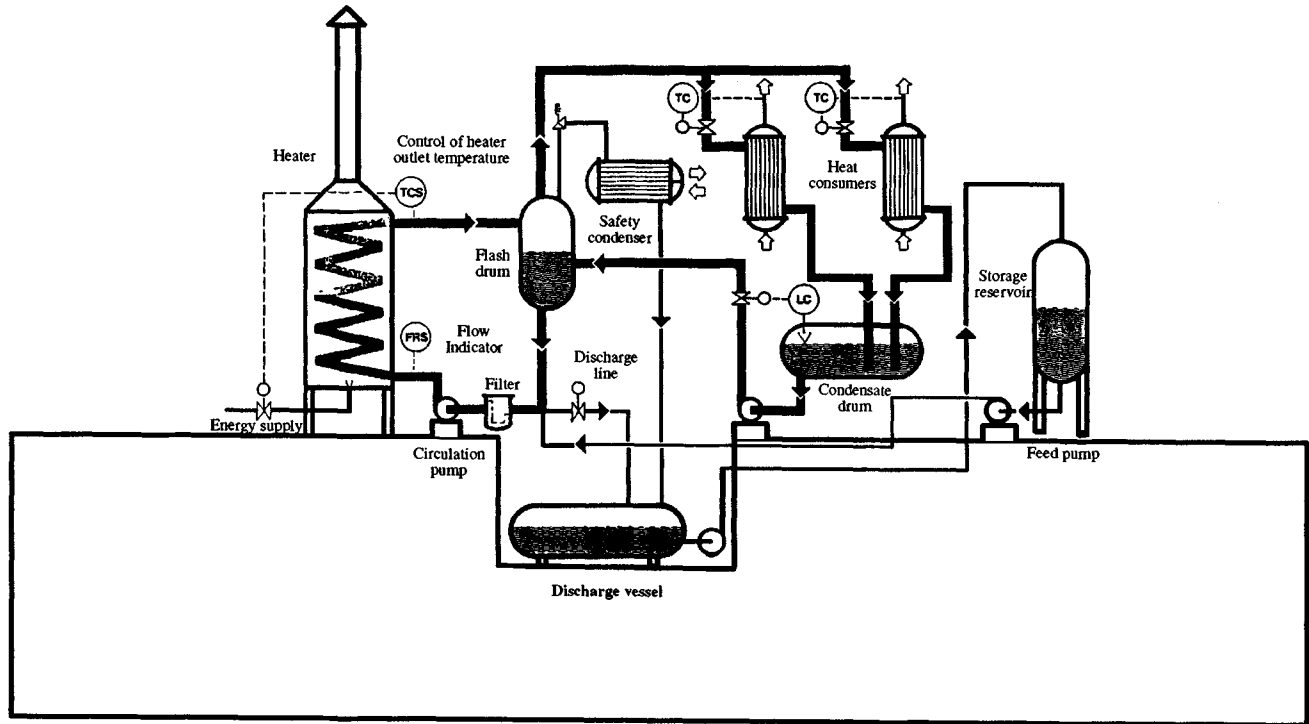 TC
TC
Control of heater
outlet temperature
Heater
Heat
consumers
TCS
Safety
condenser
Flash
drum
Storage
reservoir
LC
FRS
Flow
Indicator
Discharge
line
Filter
Condensate
drum
Energy supply
Circulation
pump
Feed pump
Discharge vessel